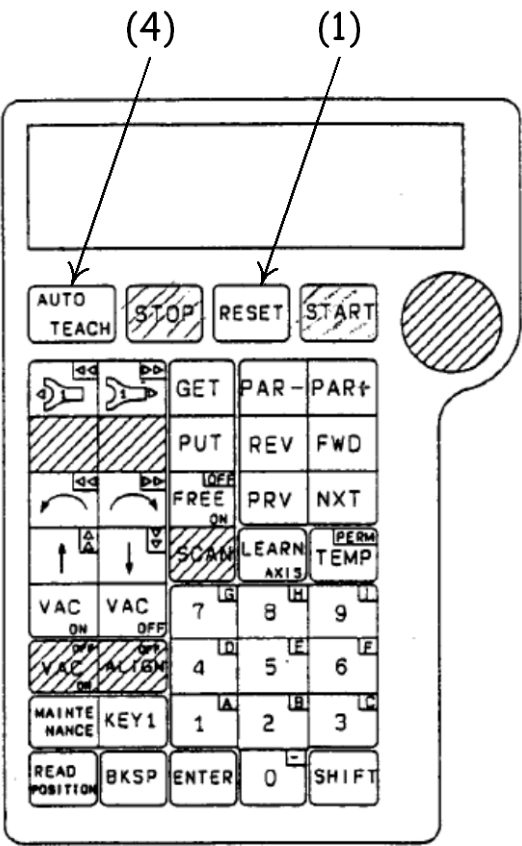 (4) (1)
AUTO TEACH STOP RESET START
GET PAR- PAR+
PUT REV FWD
OFF
FREE ON PRV NXT
SCAN LEARN AXIS PERM TEMP
VAC ON VAC OFF 7 G 8 H 9 I
OFF VAC ON OFF ALIGN 4 D 5 E 6 F
MAINTE NANCE KEY1 1 A 2 B 3 C
READ POSITION BKSP ENTER 0 - SHIFT